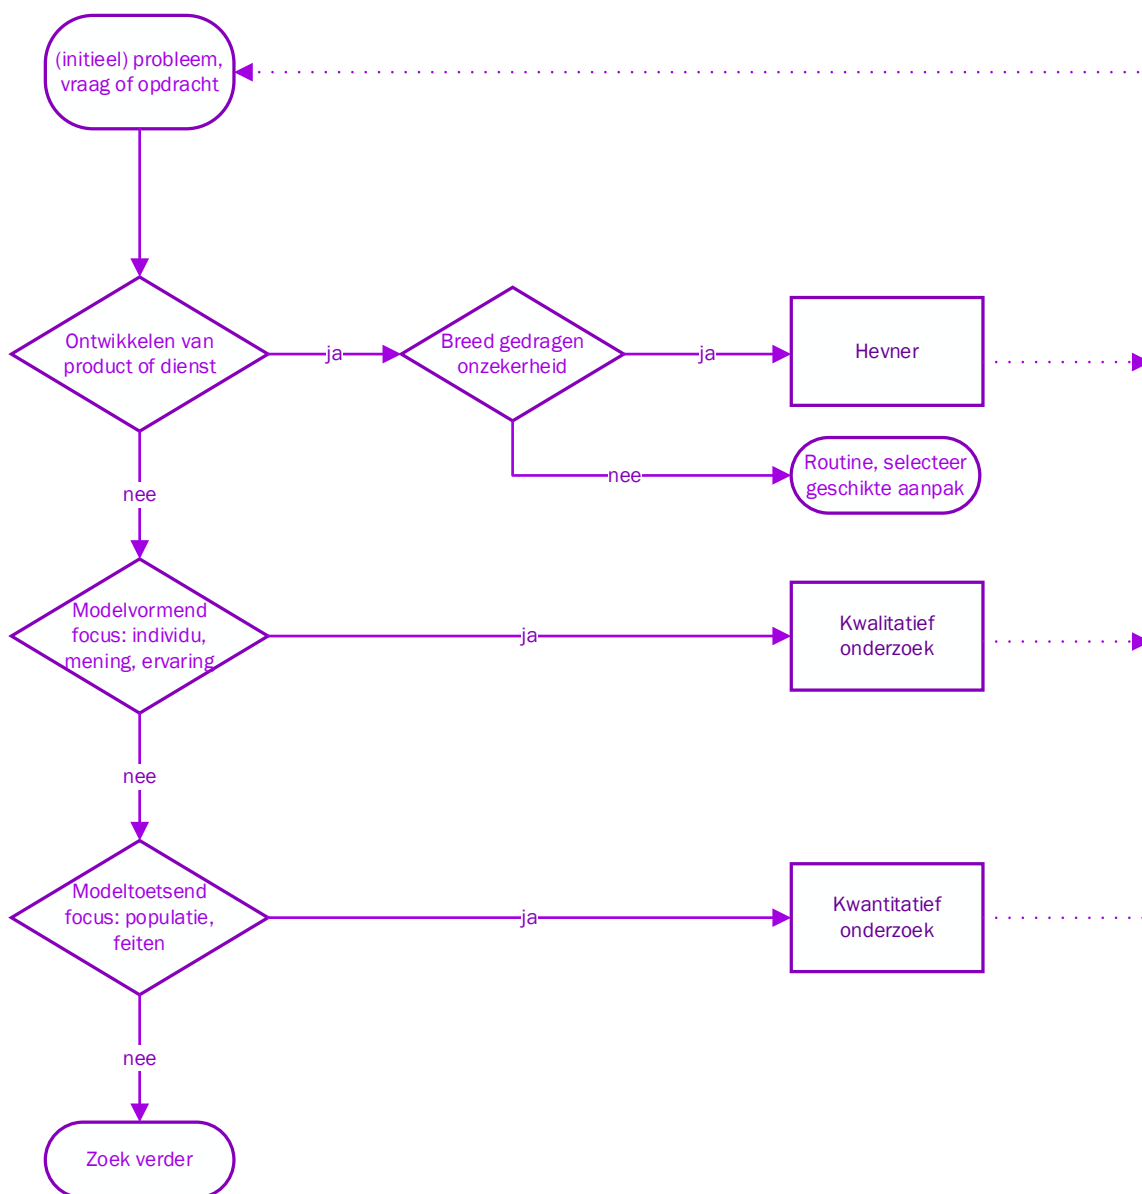 (initieel) probleem,
vraag of opdracht
Ontwikkelen van
product of dienst
ja
Breed gedragen
onzekerheid
ja
Hevner
nee
Routine, selecteer
geschikte aanpak
nee
Modelvormend
focus: individu,
mening, ervaring
ja
Kwalitatief
onderzoek
nee
Modeltoetsend
focus: populatie,
feiten
ja
Kwantitatief
onderzoek
nee
Zoek verder